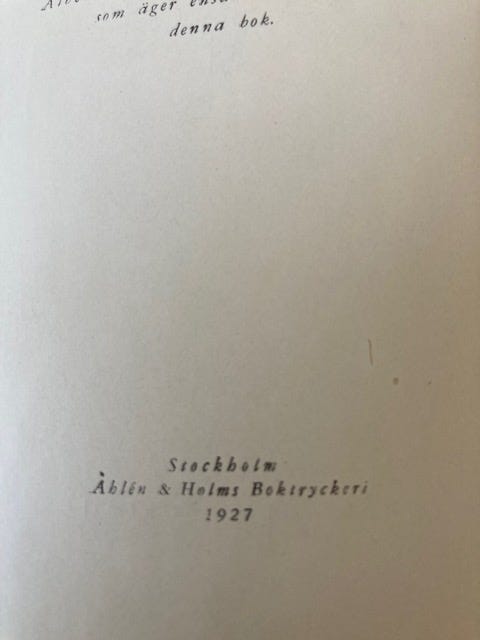 som äger
denna bok.
Stockholm
Åhlén & Holms Boktryckeri
1927